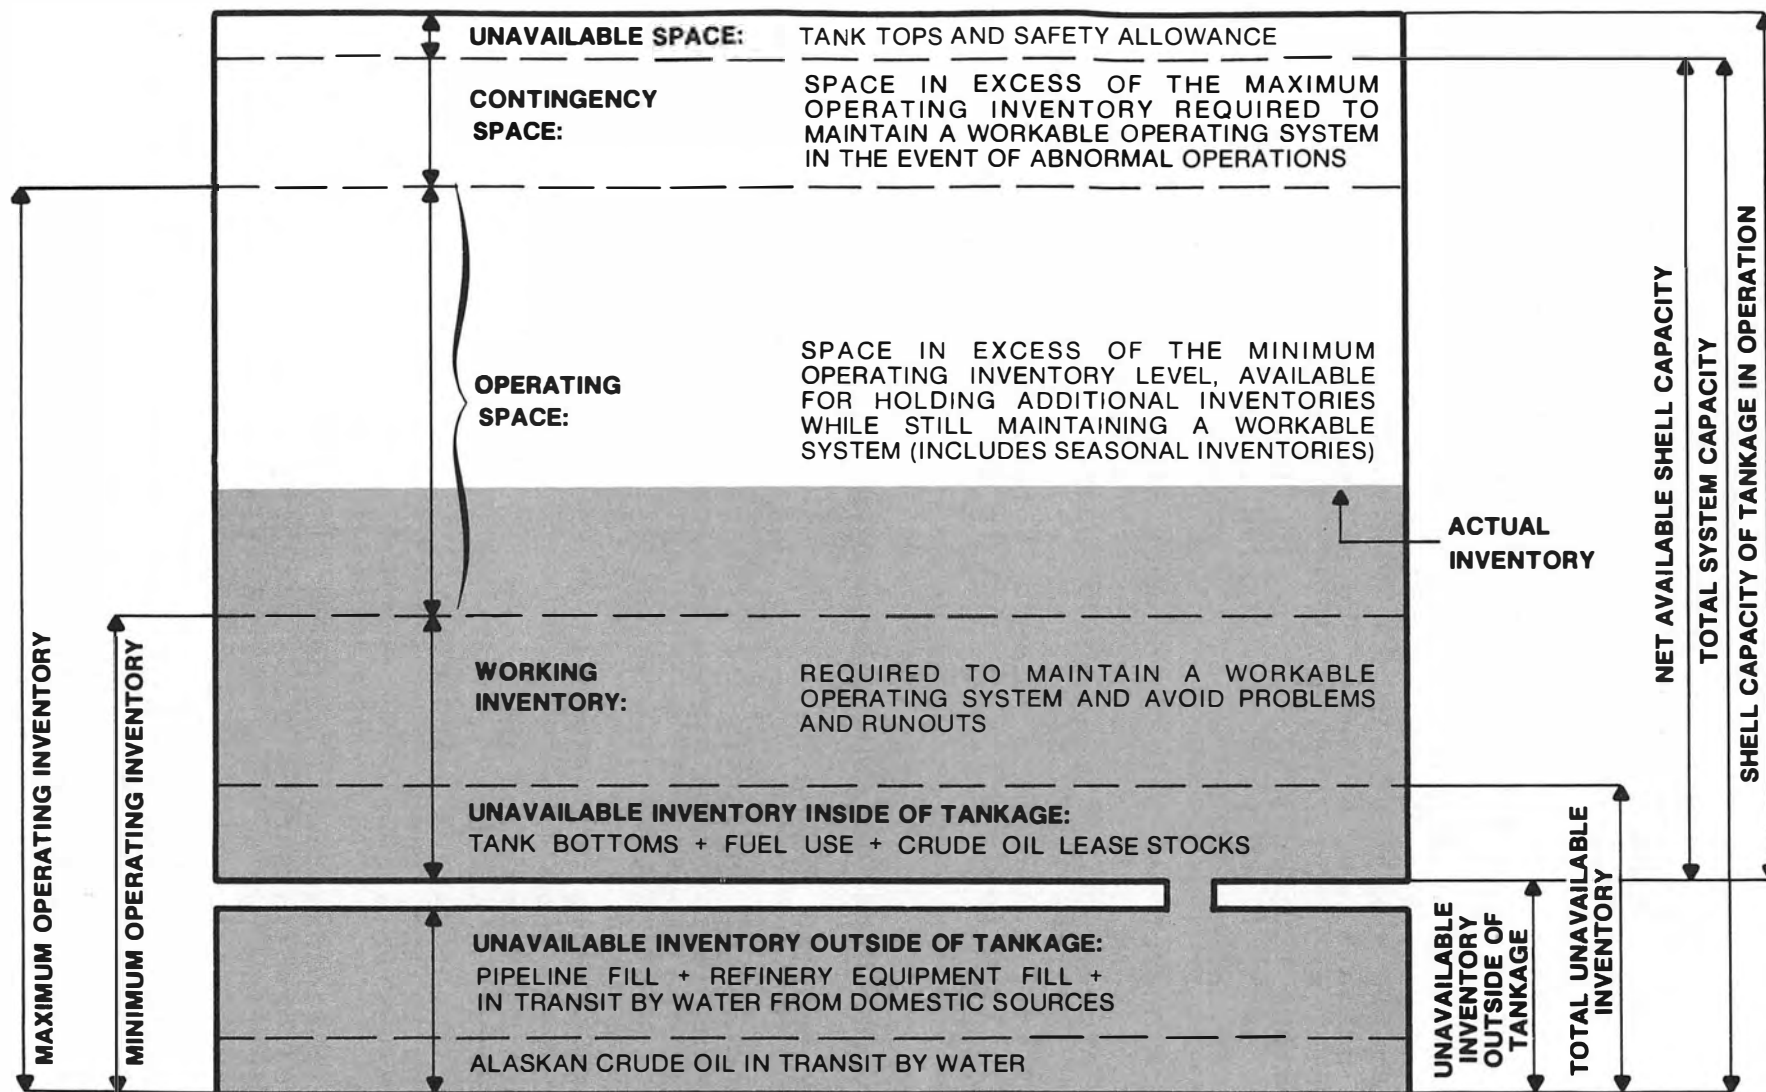 UNAVAILABLE SPACE: TANK TOPS AND SAFETY ALLOWANCE
CONTINGENCY
SPACE:
SPACE IN EXCESS OF THE MAXIMUM
OPERATING INVENTORY REQUIRED TO
MAINTAIN A WORKABLE OPERATING SYSTEM
IN THE EVENT OF ABNORMAL OPERATIONS
OPERATING
SPACE:
SPACE IN EXCESS OF THE MINIMUM
OPERATING INVENTORY LEVEL, AVAILABLE
FOR HOLDING ADDITIONAL INVENTORIES
WHILE STILL MAINTAINING A WORKABLE
SYSTEM (INCLUDES SEASONAL INVENTORIES)
ACTUAL
INVENTORY
WORKING
INVENTORY:
REQUIRED TO MAINTAIN A WORKABLE
OPERATING SYSTEM AND AVOID PROBLEMS
AND RUNOUTS
UNAVAILABLE INVENTORY INSIDE OF TANKAGE:
TANK BOTTOMS + FUEL USE + CRUDE OIL LEASE STOCKS
UNAVAILABLE INVENTORY OUTSIDE OF TANKAGE:
PIPELINE FILL + REFINERY EQUIPMENT FILL +
IN TRANSIT BY WATER FROM DOMESTIC SOURCES
ALASKAN CRUDE OIL IN TRANSIT BY WATER
MAXIMUM OPERATING INVENTORY
MINIMUM OPERATING INVENTORY
UNAVAILABLE
INVENTORY
OUTSIDE OF
TANKAGE
TOTAL UNAVAILABLE
INVENTORY
NET AVAILABLE SHELL CAPACITY
TOTAL SYSTEM CAPACITY
SHELL CAPACITY OF TANKAGE IN OPERATION